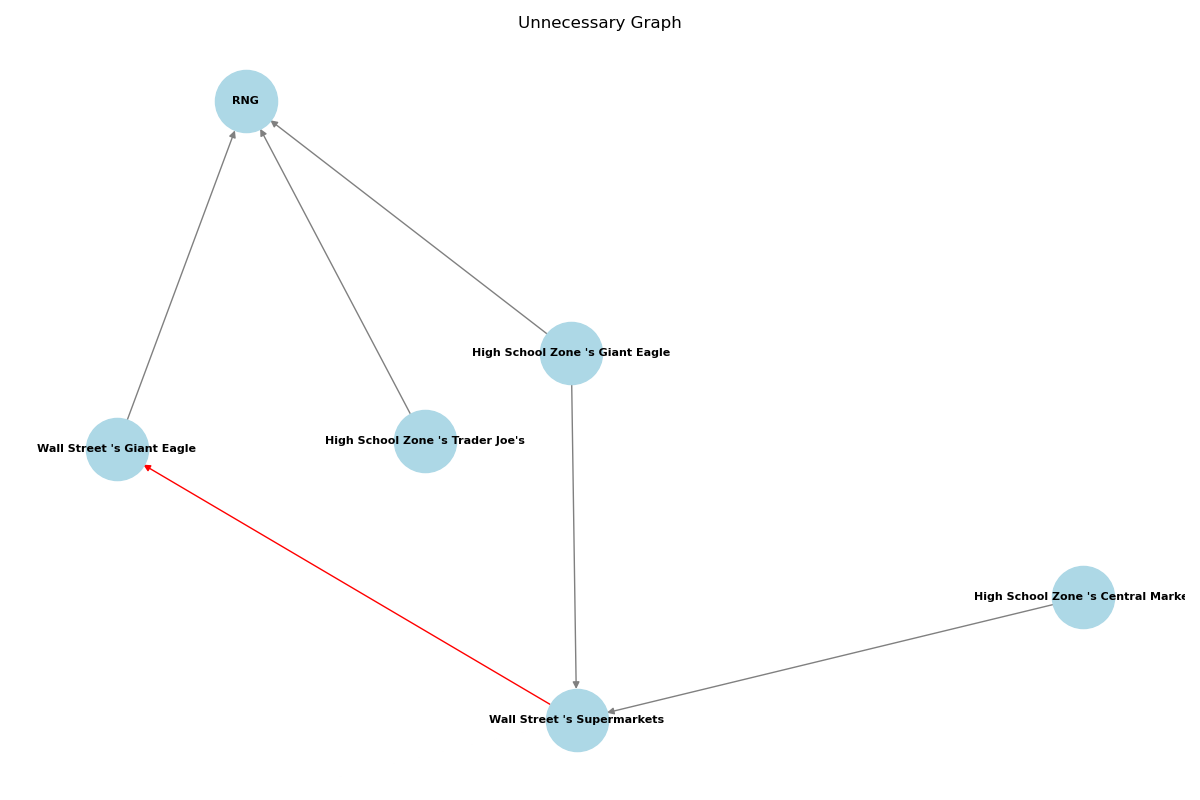 Unnecessary Graph
RNG
High School Zone 's Giant Eagle
High School Zone 's Trader Joe's
Wall Street 's Giant Eagle
High School Zone 's Central Marke
Wall Street 's Supermarkets